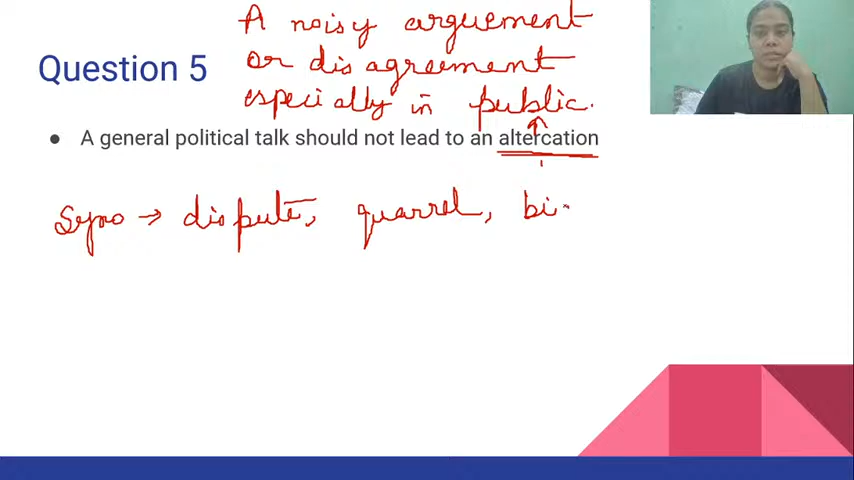 A noisy arguement
Question 5
or disagreement
especially in public.
● A general political talk should not lead to an altercation
Syno → dispute, quarrel, bi